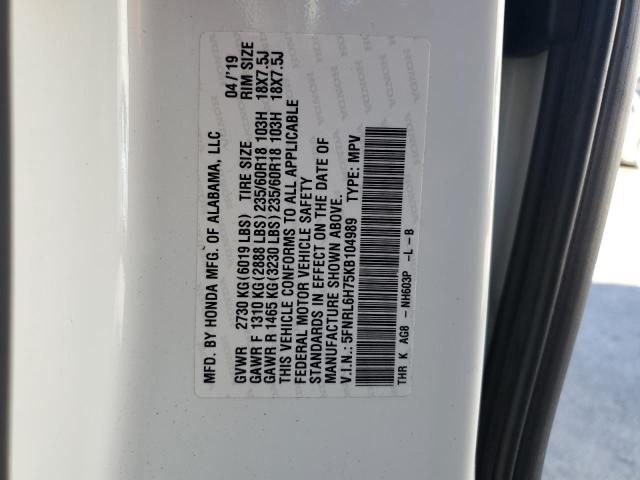 MFD. BY HONDA MFG. OF ALABAMA, LLC 04/'19
GVWR 2730 KG(6019 LBS) TIRE SIZE RIM SIZE
GAWR F 1310 KG(2888 LBS)235/60R18 103H 18X7.5J
GAWR R 1465 KG(3230 LBS)235/60R18 103H 18X7.5J
THIS VEHICLE CONFORMS TO ALL APPLICABLE
FEDERAL MOTOR VEHICLE SAFETY
STANDARDS IN EFFECT ON THE DATE OF
MANUFACTURE SHOWN ABOVE.
V.I.N.: 5FNRL6H75KB104989 TYPE: MPV
THR K AG8 - NH603P -L -B